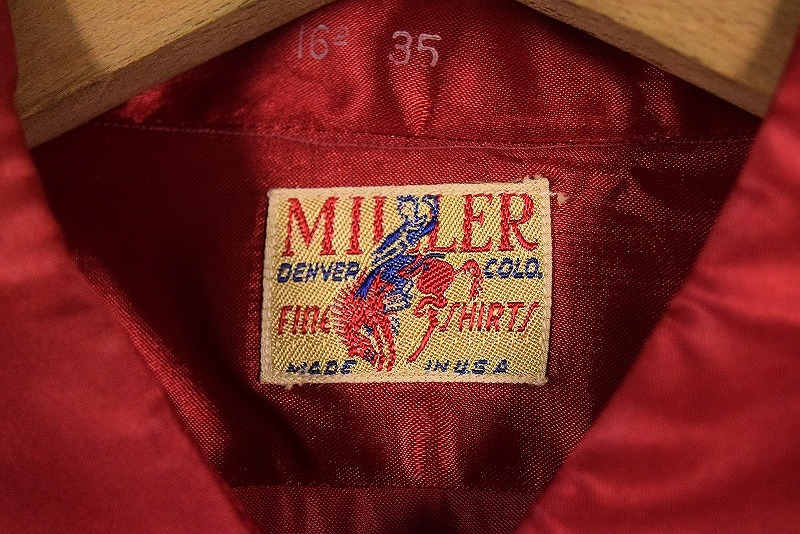 16² 35
MILLER
DENVER COLO.
FINE SHIRTS
MADE IN U.S.A